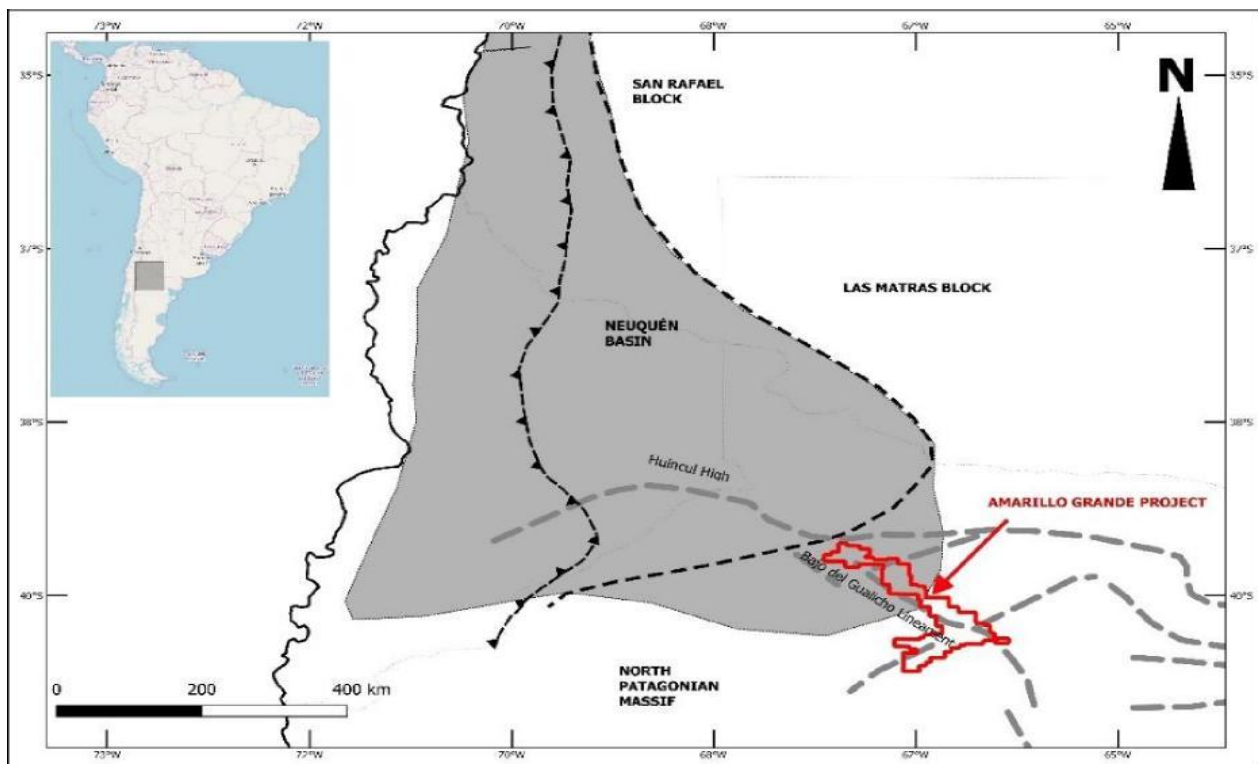 73°W 72°W 70°W 68°W 67°W 65°W
35°S 35°S
SAN RAFAEL
BLOCK
N
37°S 37°S
LAS MATRAS BLOCK
NEUQUÉN
BASIN
38°S 38°S
Huincul High
AMARILLO GRANDE PROJECT
Bajo del Gualicho Lineament
40°S 40°S
NORTH
PATAGONIAN
MASSIF
0 200 400 km
73°W 72°W 70°W 68°W 67°W 65°W